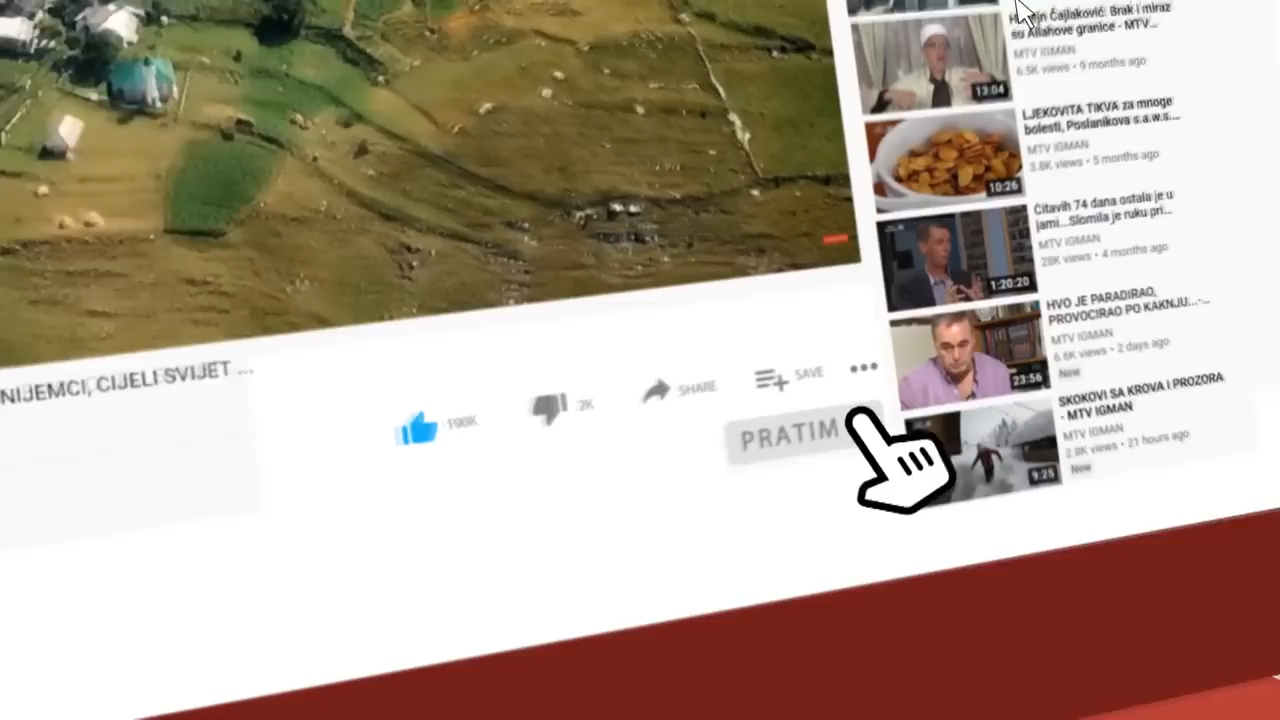 Čajlaković: Brak i miraz
su Allahove granice - MTV...
MTV IGMAN
6.5K views • 9 months ago
13:04
LJEKOVITA TIKVA za mnoge
bolesti, Poslanikova s.a.w.s....
MTV IGMAN
3.8K views • 5 months ago
10:26
Čitavih 74 dana ostala je u
jami...Slomila je ruku pri...
MTV IGMAN
28K views • 4 months ago
1:20:20
HVO JE PARADIRAO,
PROVOCIRAO PO KAKNJU...-...
MTV IGMAN
6.6K views • 2 days ago
New
23:56
SKOKOVI SA KROVA I PROZORA
- MTV IGMAN
MTV IGMAN
2.8K views • 21 hours ago
New
9:25
NIJEMCI, CIJELI SVIJET ...
190K
2K
SHARE
SAVE
PRATIM